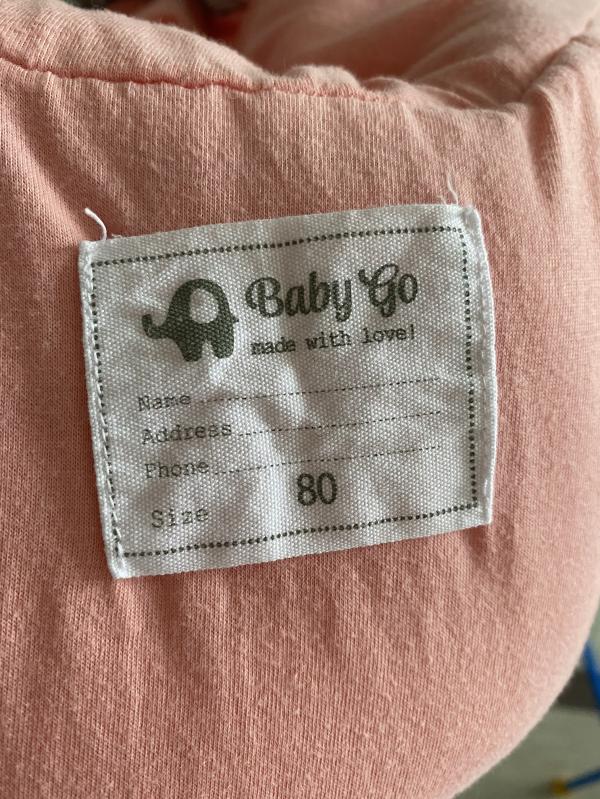 Baby Go
made with love!
Name
Address
Phone
Size 80